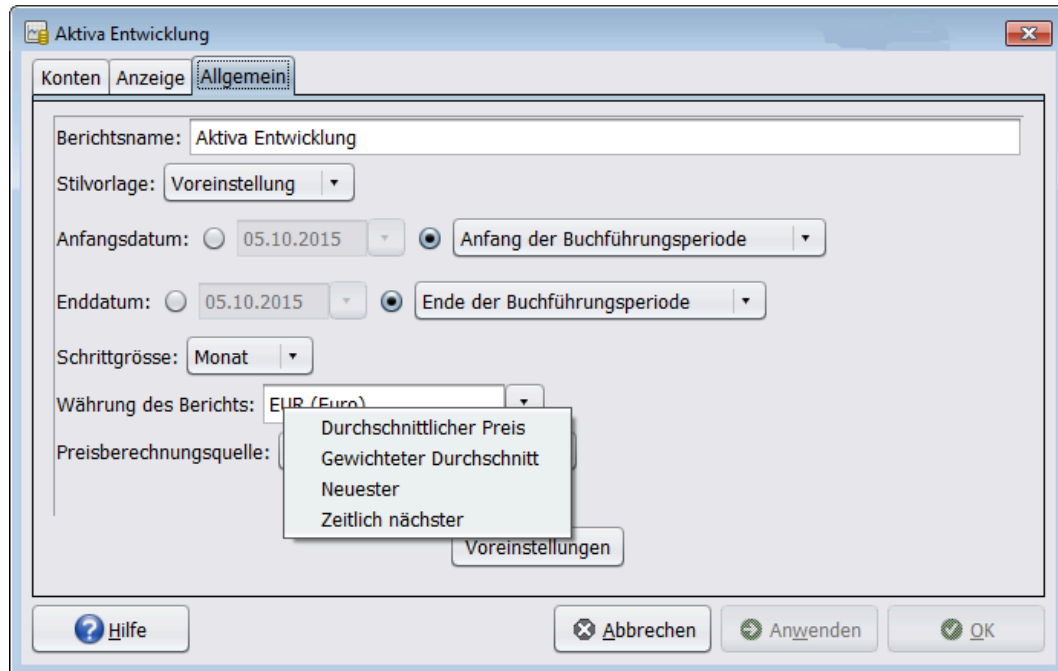 Aktiva Entwicklung
Konten Anzeige Allgemein
Berichtsname: Aktiva Entwicklung
Stilvorlage: Voreinstellung
Anfangsdatum: 05.10.2015 Anfang der Buchführungsperiode
Enddatum: 05.10.2015 Ende der Buchführungsperiode
Schrittgrösse: Monat
Währung des Berichts: EUR (Euro)
Durchschnittlicher Preis
Preisberechnungsquelle:
Gewichteter Durchschnitt
Neuester
Zeitlich nächster
Voreinstellungen
Hilfe Abbrechen Anwenden OK